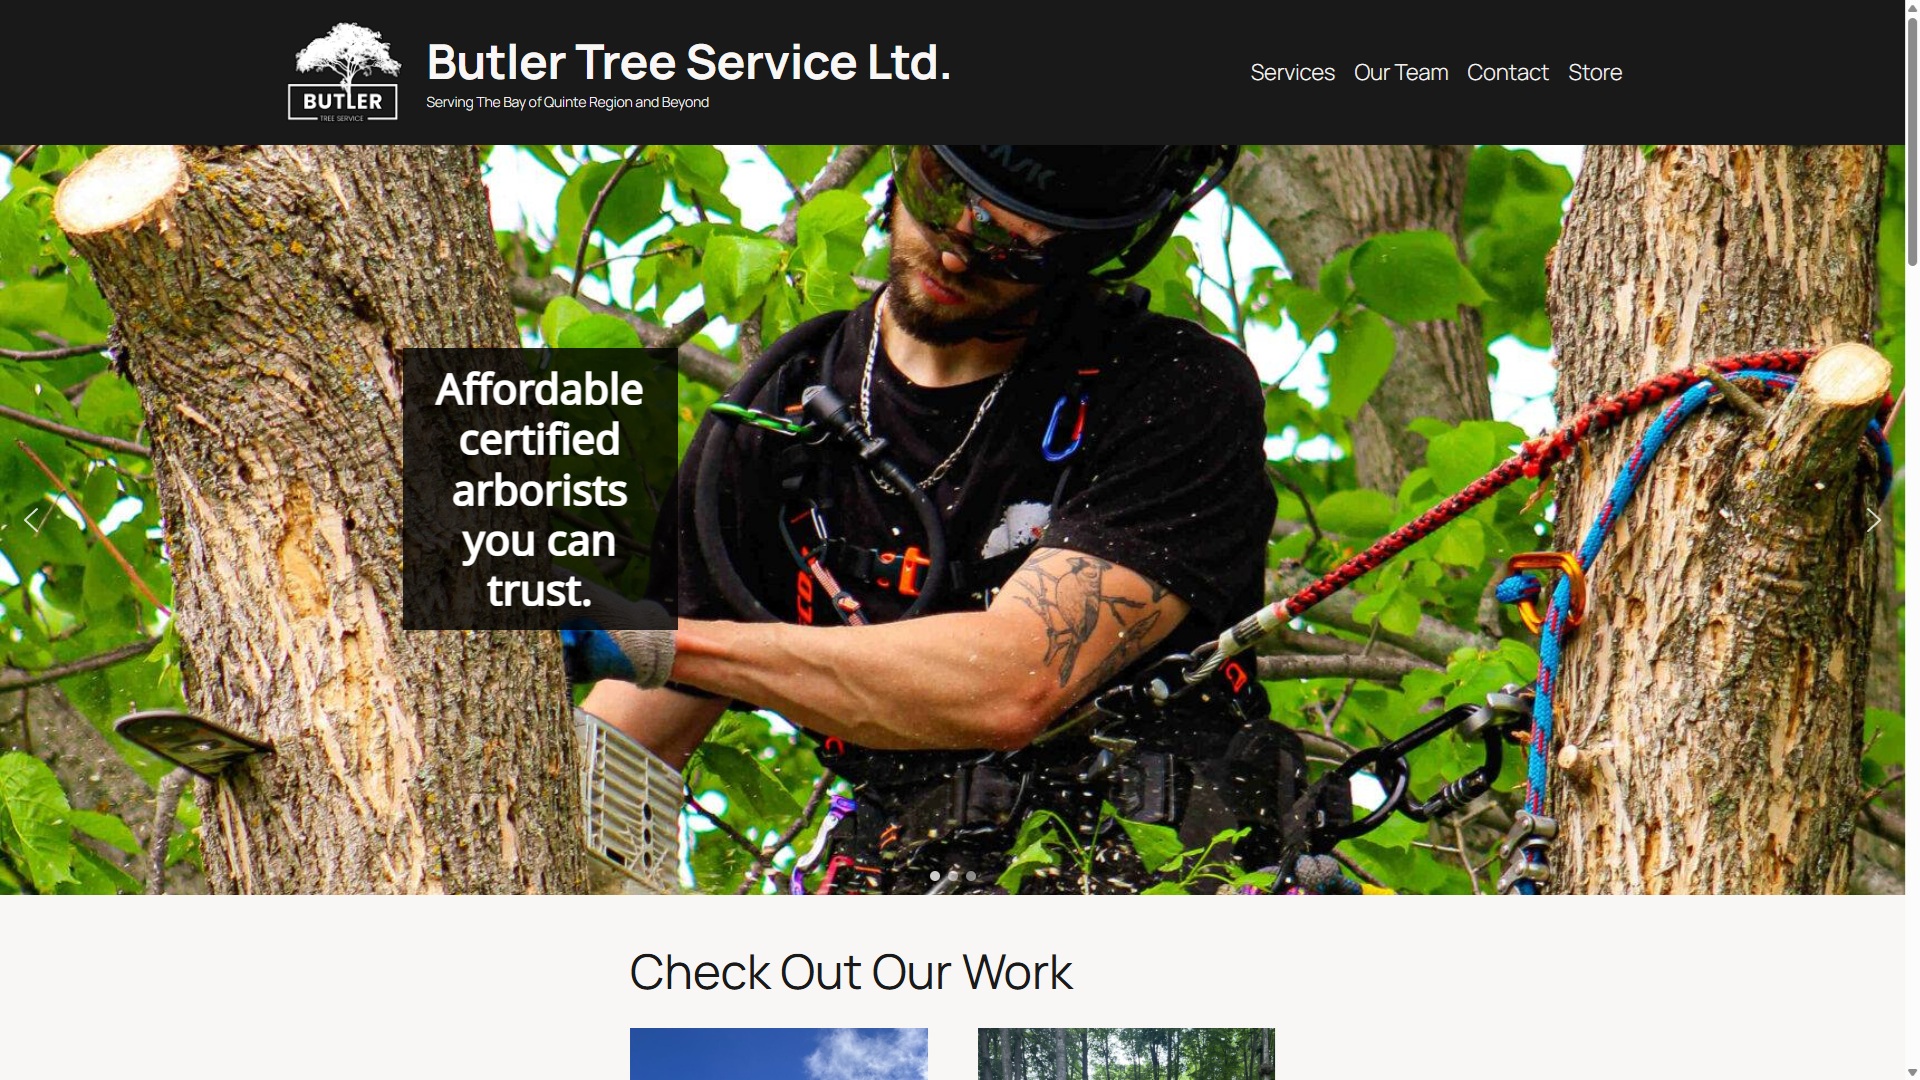 BUTLER
TREE SERVICE
Butler Tree Service Ltd.
Serving The Bay of Quinte Region and Beyond
Services Our Team Contact Store
KASK
Affordable
certified
arborists
you can
trust.
Check Out Our Work